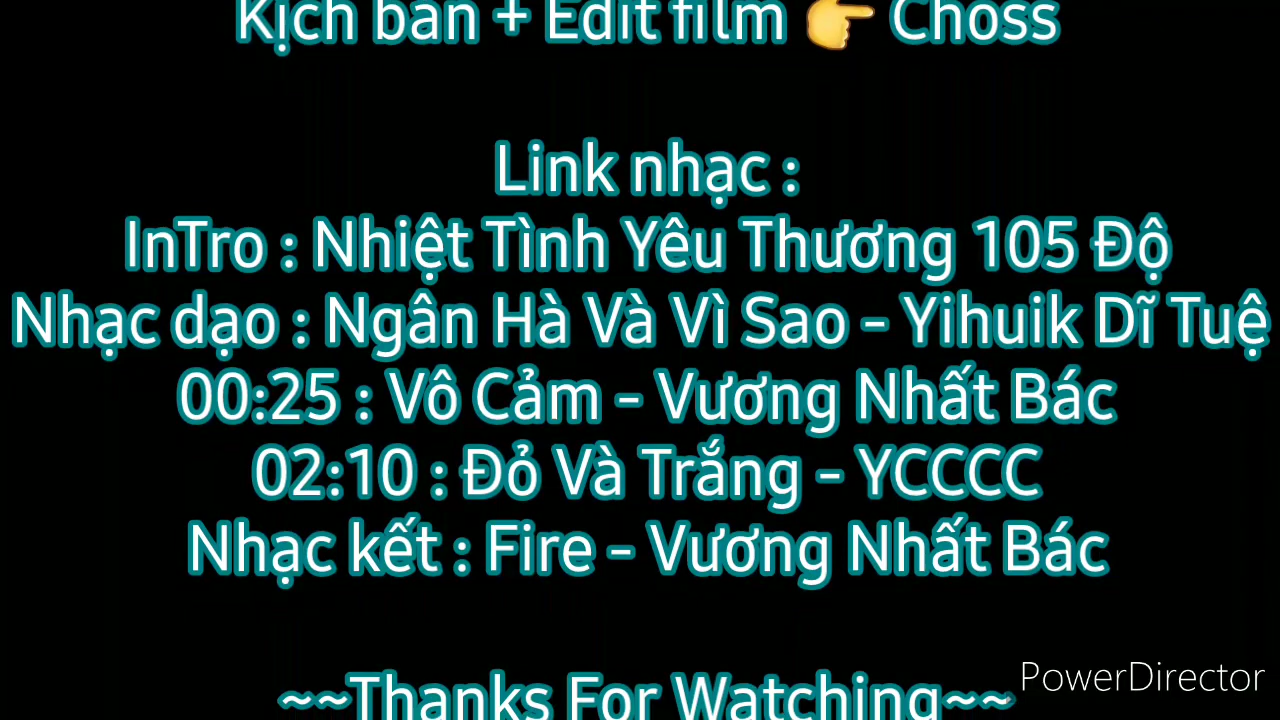 Kịch bản + Edit film 👉 Choss
Link nhạc :
InTro : Nhiệt Tình Yêu Thương 105 Độ
Nhạc dạo : Ngân Hà Và Vì Sao - Yihuik Dĩ Tuệ
00:25 : Vô Cảm - Vương Nhất Bác
02:10 : Đỏ Và Trắng - YCCCC
Nhạc kết : Fire - Vương Nhất Bác
~~Thanks For Watching~~
PowerDirector